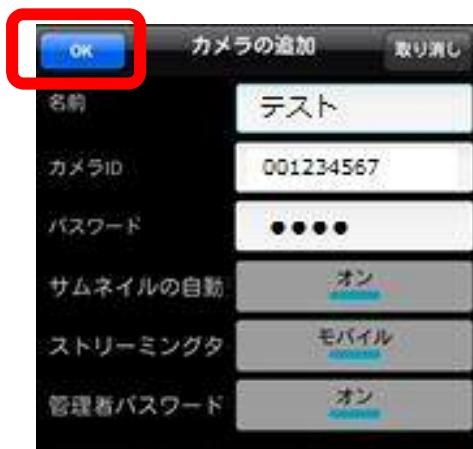 OK カメラの追加 取り消し
名前 テスト
カメラID 001234567
パスワード ●●●●
サムネイルの自動 オン
ストリーミングタ モバイル
管理者パスワード オン